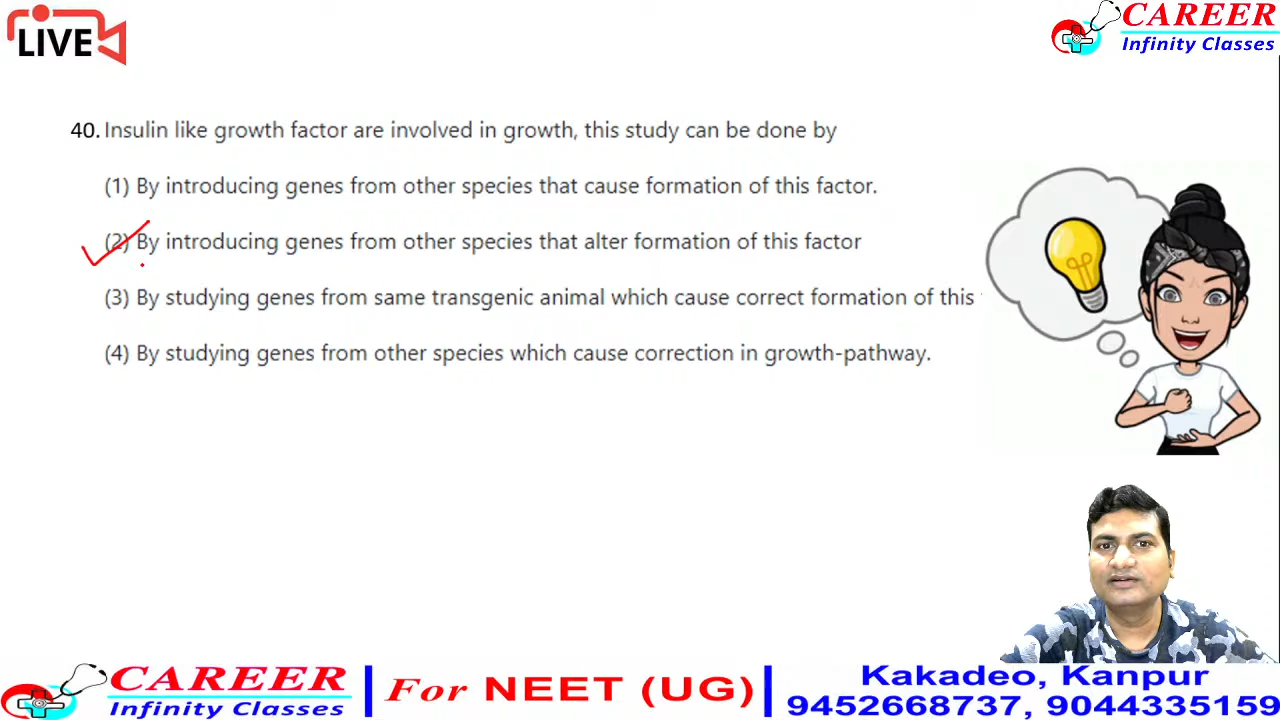 LIVE
CAREER
Infinity Classes
40. Insulin like growth factor are involved in growth, this study can be done by
(1) By introducing genes from other species that cause formation of this factor.
(2) By introducing genes from other species that alter formation of this factor
(3) By studying genes from same transgenic animal which cause correct formation of this
(4) By studying genes from other species which cause correction in growth-pathway.
CAREER
Infinity Classes
For NEET (UG)
Kakadeo, Kanpur
9452668737, 9044335159